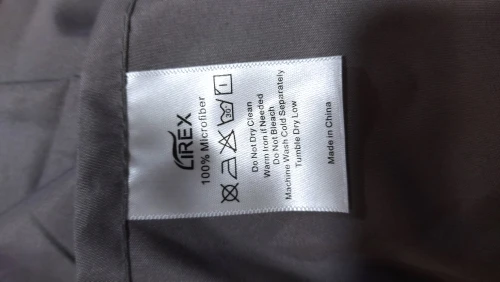 CIREX
100% Microfiber
30°
Do Not Dry Clean
Warm Iron if Needed
Do Not Bleach
Machine Wash Cold Separately
Tumble Dry Low
Made in China